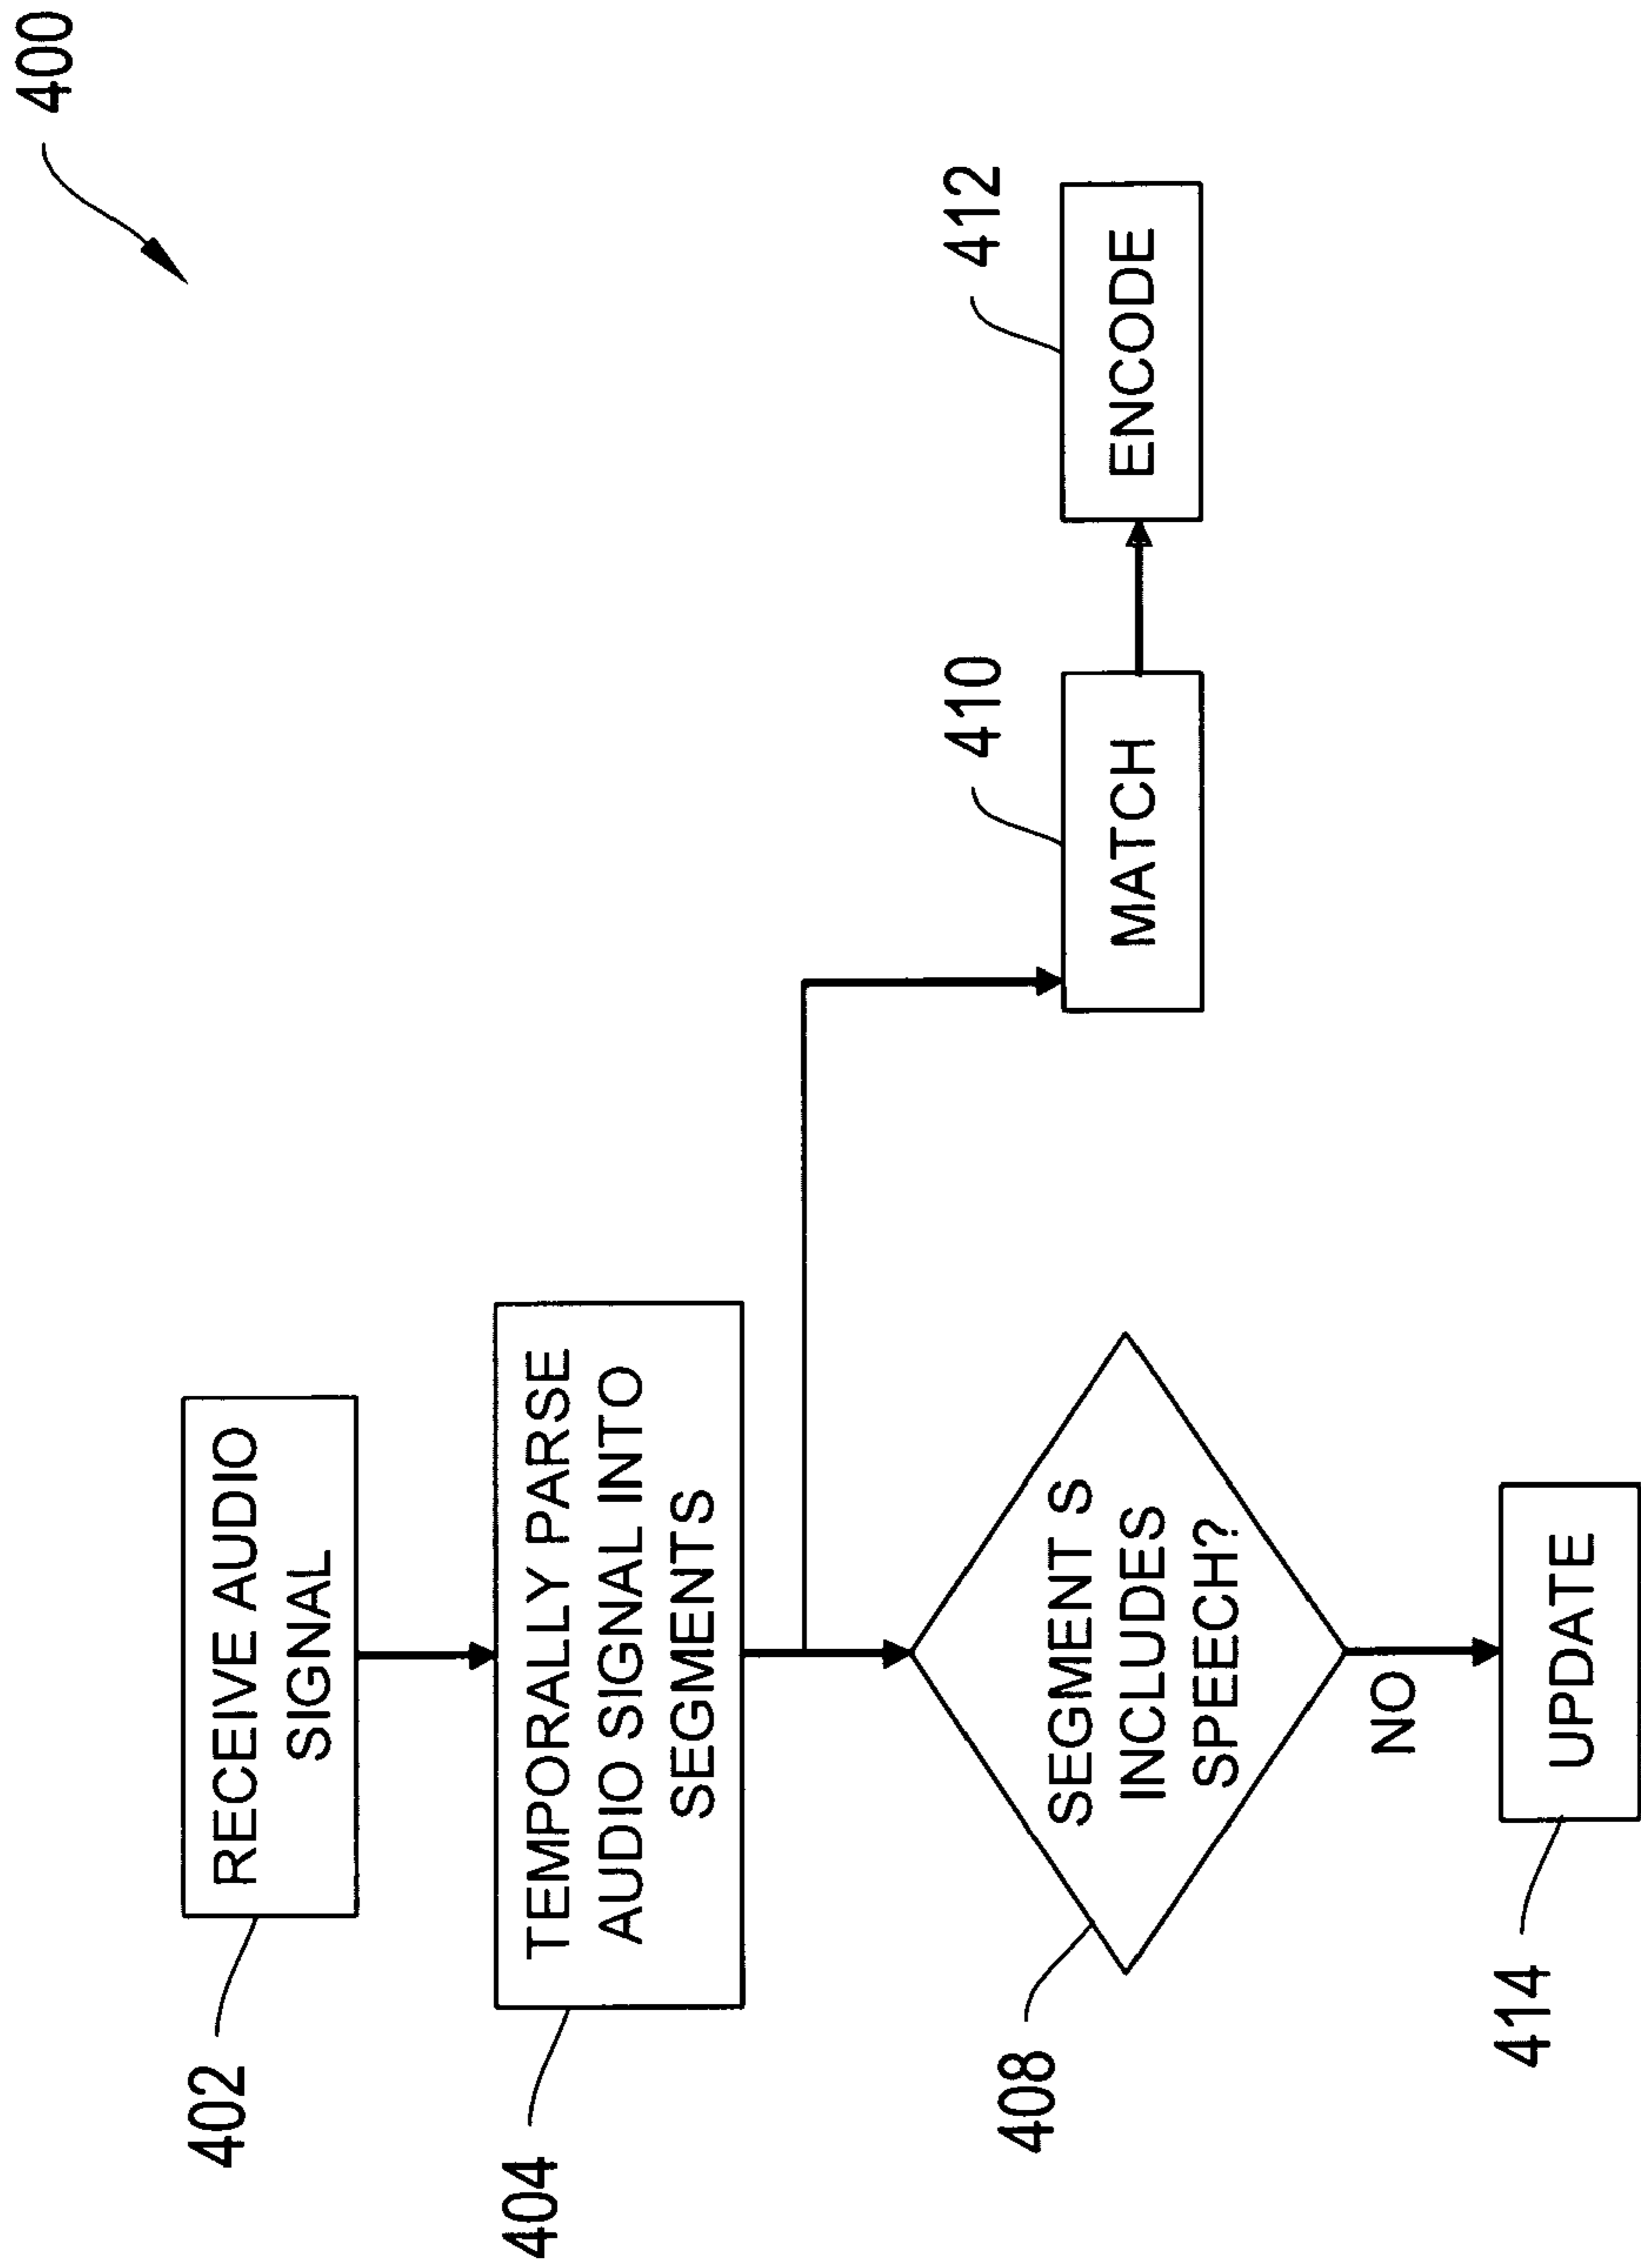 400
402
RECEIVE AUDIO
SIGNAL
404
TEMPORALLY PARSE
AUDIO SIGNAL INTO
SEGMENTS
408
SEGMENT S
INCLUDES
SPEECH?
NO
410
MATCH
412
ENCODE
414
UPDATE